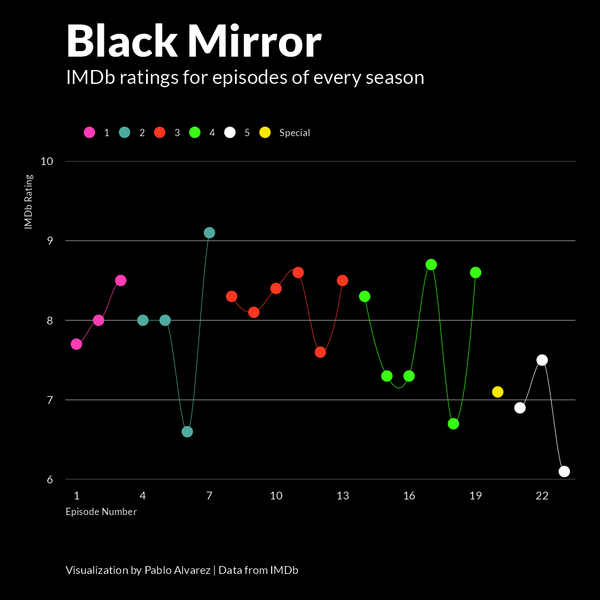 Black Mirror
IMDb ratings for episodes of every season
1 2 3 4 5 Special
10
IMDb Rating
9
8
7
6
1 4 7 10 13 16 19 22
Episode Number
Visualization by Pablo Alvarez | Data from IMDb